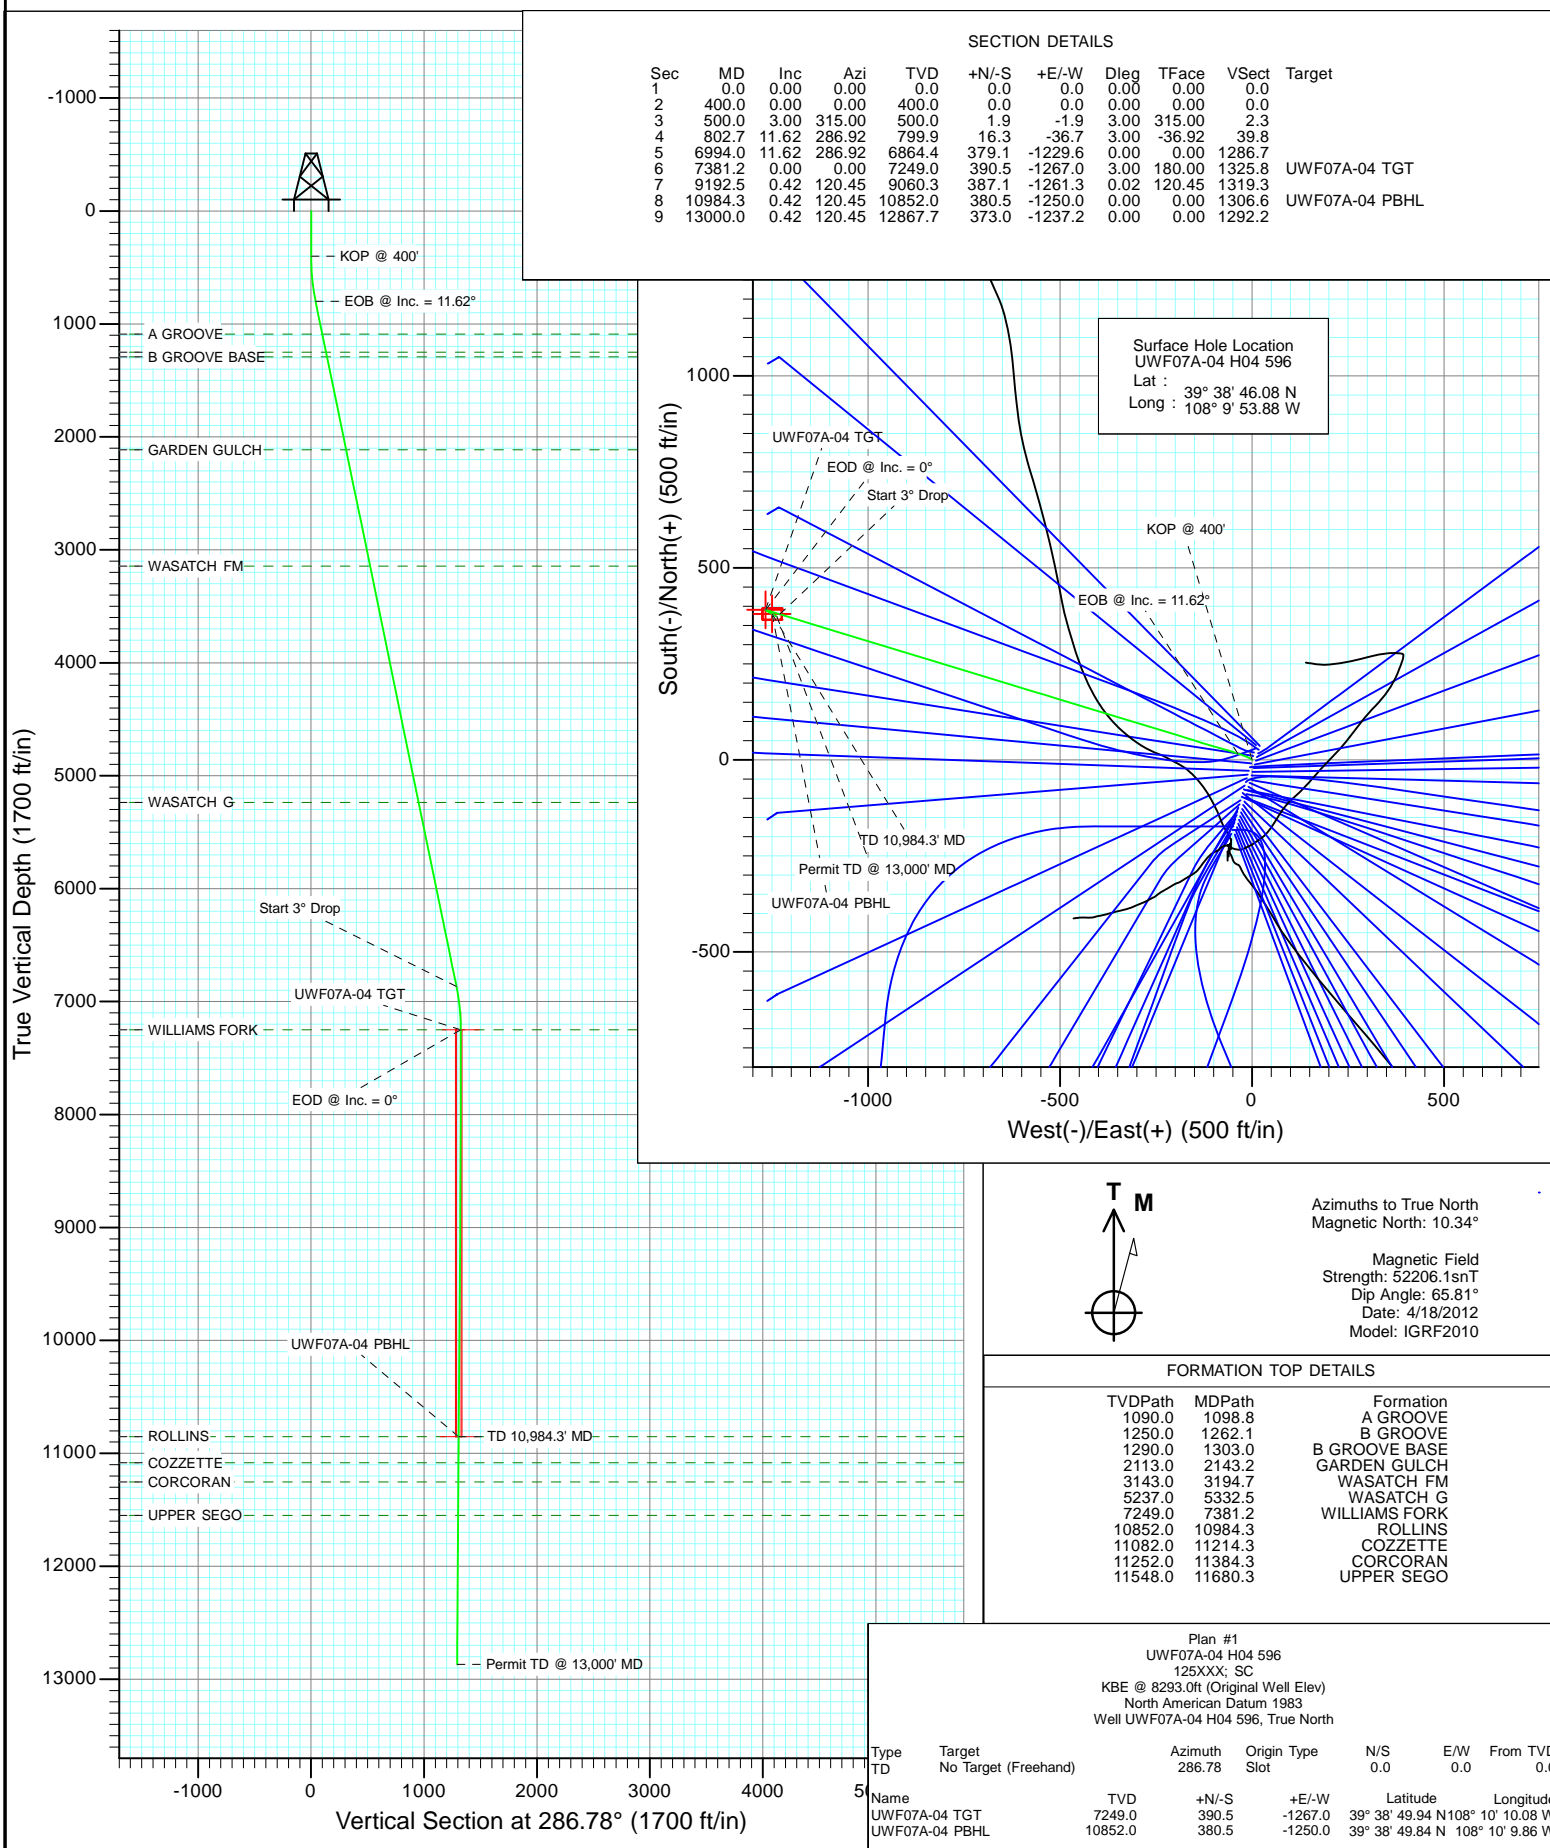 SECTION DETAILS
Sec MD Inc Azi TVD +N/-S +E/-W Dleg TFace VSect Target
1 0.0 0.00 0.00 0.0 0.0 0.0 0.00 0.00 0.0
2 400.0 0.00 0.00 400.0 0.0 0.0 0.00 0.00 0.0
3 500.0 3.00 315.00 500.0 1.9 -1.9 3.00 315.00 2.3
4 802.7 11.62 286.92 799.9 16.3 -36.7 3.00 -36.92 39.8
5 6994.0 11.62 286.92 6864.4 379.1 -1229.6 0.00 0.00 1286.7
6 7381.2 0.00 0.00 7249.0 390.5 -1267.0 3.00 180.00 1325.8 UWF07A-04 TGT
7 9192.5 0.42 120.45 9060.3 387.1 -1261.3 0.02 120.45 1319.3
8 10984.3 0.42 120.45 10852.0 380.5 -1250.0 0.00 0.00 1306.6 UWF07A-04 PBHL
9 13000.0 0.42 120.45 12867.7 373.0 -1237.2 0.00 0.00 1292.2
True Vertical Depth (1700 ft/in)
-1000
0
1000
2000
3000
4000
5000
6000
7000
8000
9000
10000
11000
12000
13000
KOP @ 400'
EOB @ Inc. = 11.62°
A GROOVE
B GROOVE BASE
GARDEN GULCH
WASATCH FM
WASATCH G
Start 3° Drop
UWF07A-04 TGT
WILLIAMS FORK
EOD @ Inc. = 0°
UWF07A-04 PBHL
ROLLINS
TD 10,984.3' MD
COZZETTE
CORCORAN
UPPER SEGO
Permit TD @ 13,000' MD
-1000 0 1000 2000 3000 4000
Vertical Section at 286.78° (1700 ft/in)
South(-)/North(+) (500 ft/in)
1000
500
0
-500
Surface Hole Location
UWF07A-04 H04 596
Lat : 39° 38' 46.08 N
Long : 108° 9' 53.88 W
UWF07A-04 TGT
EOD @ Inc. = 0°
Start 3° Drop
KOP @ 400'
EOB @ Inc. = 11.62°
TD 10,984.3' MD
Permit TD @ 13,000' MD
UWF07A-04 PBHL
-1000 -500 0 500
West(-)/East(+) (500 ft/in)
T M
Azimuths to True North
Magnetic North: 10.34°
Magnetic Field
Strength: 52206.1snT
Dip Angle: 65.81°
Date: 4/18/2012
Model: IGRF2010
FORMATION TOP DETAILS
TVDPath MDPath Formation
1090.0 1098.8 A GROOVE
1250.0 1262.1 B GROOVE
1290.0 1303.0 B GROOVE BASE
2113.0 2143.2 GARDEN GULCH
3143.0 3194.7 WASATCH FM
5237.0 5332.5 WASATCH G
7249.0 7381.2 WILLIAMS FORK
10852.0 10984.3 ROLLINS
11082.0 11214.3 COZZETTE
11252.0 11384.3 CORCORAN
11548.0 11680.3 UPPER SEGO
Plan #1
UWF07A-04 H04 596
125XXX; SC
KBE @ 8293.0ft (Original Well Elev)
North American Datum 1983
Well UWF07A-04 H04 596, True North
Type Target Azimuth Origin Type N/S E/W From TVD
TD No Target (Freehand) 286.78 Slot 0.0 0.0 0.0
Name TVD +N/-S +E/-W Latitude Longitude
UWF07A-04 TGT 7249.0 390.5 -1267.0 39° 38' 49.94 N 108° 10' 10.08 W
UWF07A-04 PBHL 10852.0 380.5 -1250.0 39° 38' 49.84 N 108° 10' 9.86 W